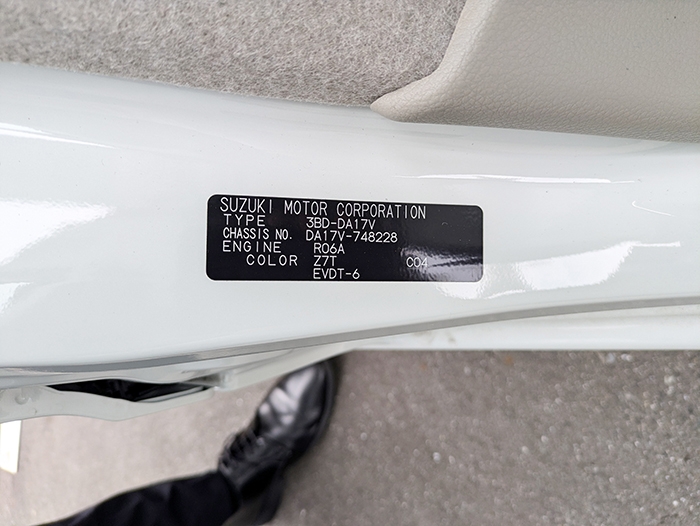 SUZUKI MOTOR CORPORATION
TYPE 3BD-DA17V
CHASSIS NO. DA17V-748228
ENGINE R06A
COLOR Z7T C04
EVDT-6